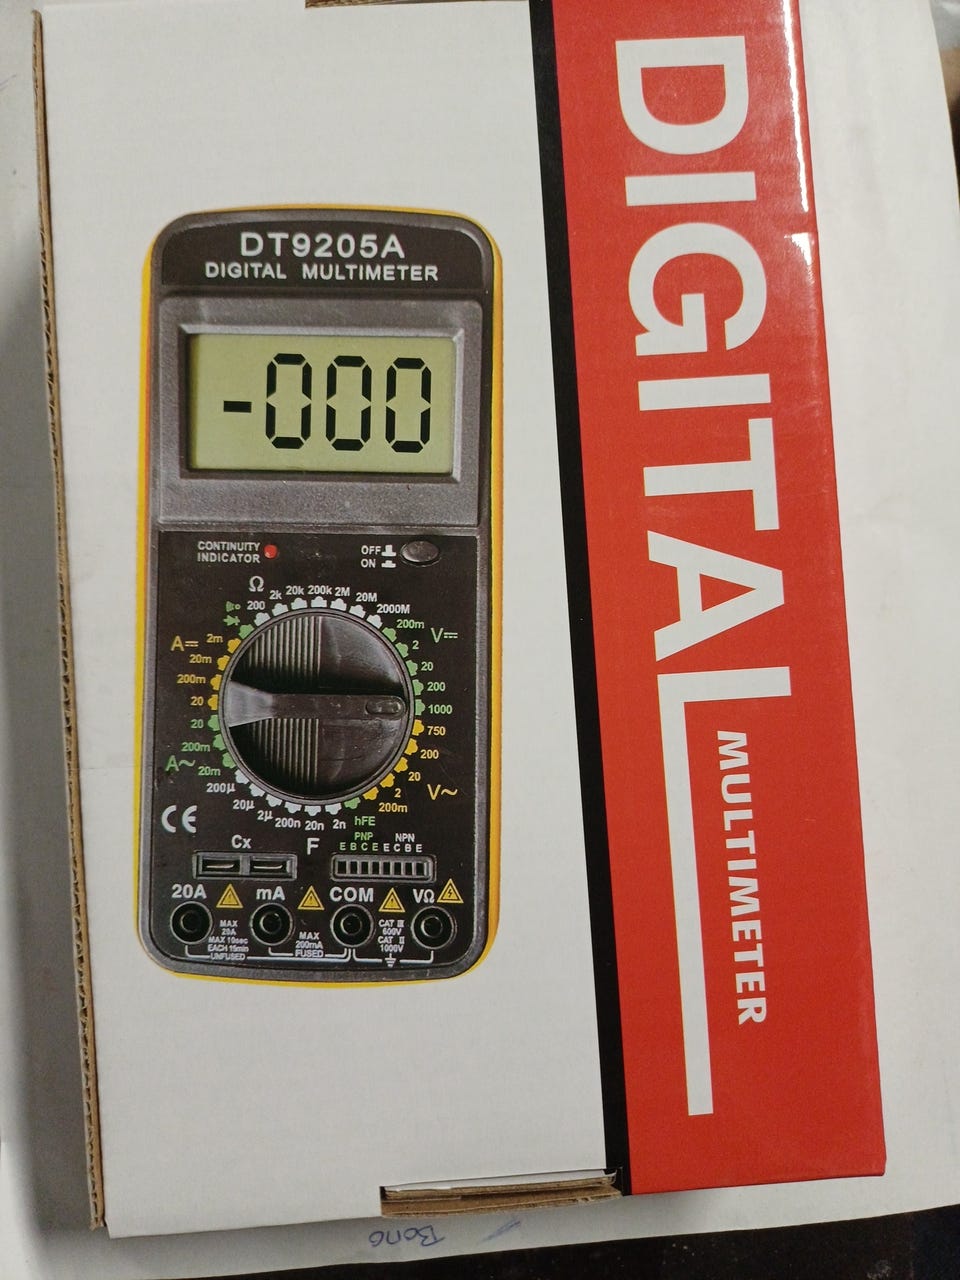 DIGITAL
MULTIMETER
DT9205A
DIGITAL MULTIMETER
-000
CONTINUITY
INDICATOR
OFF
ON
Ω
200
2k
20k
200k
2M
20M
2000M
V⎓
200m
2
20
200
1000
750
200
20
2
200m
V~
hFE
A⎓
2m
20m
200m
20
20
200m
20m
A~
200µ
20µ
2µ
200n
20n
2n
F
CE
Cx
PNP NPN
E B C E E C B E
20A
mA
COM
VΩ
MAX
20A
MAX 10sec
EACH 15min
UNFUSED
MAX
200mA
FUSED
CAT III
600V
CAT II
1000V